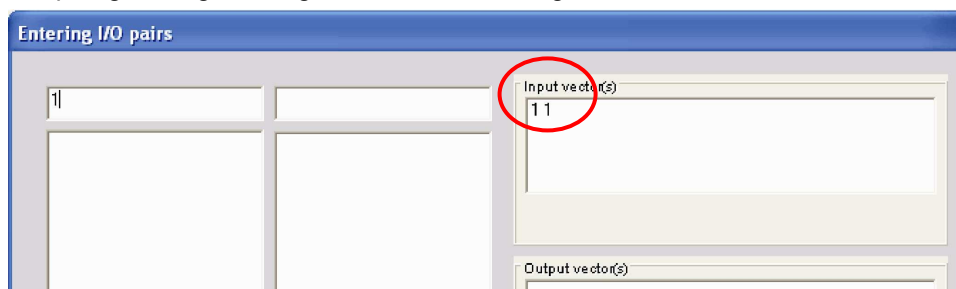 Entering I/O pairs
1
Input vector(s)
1 1
Output vector(s)